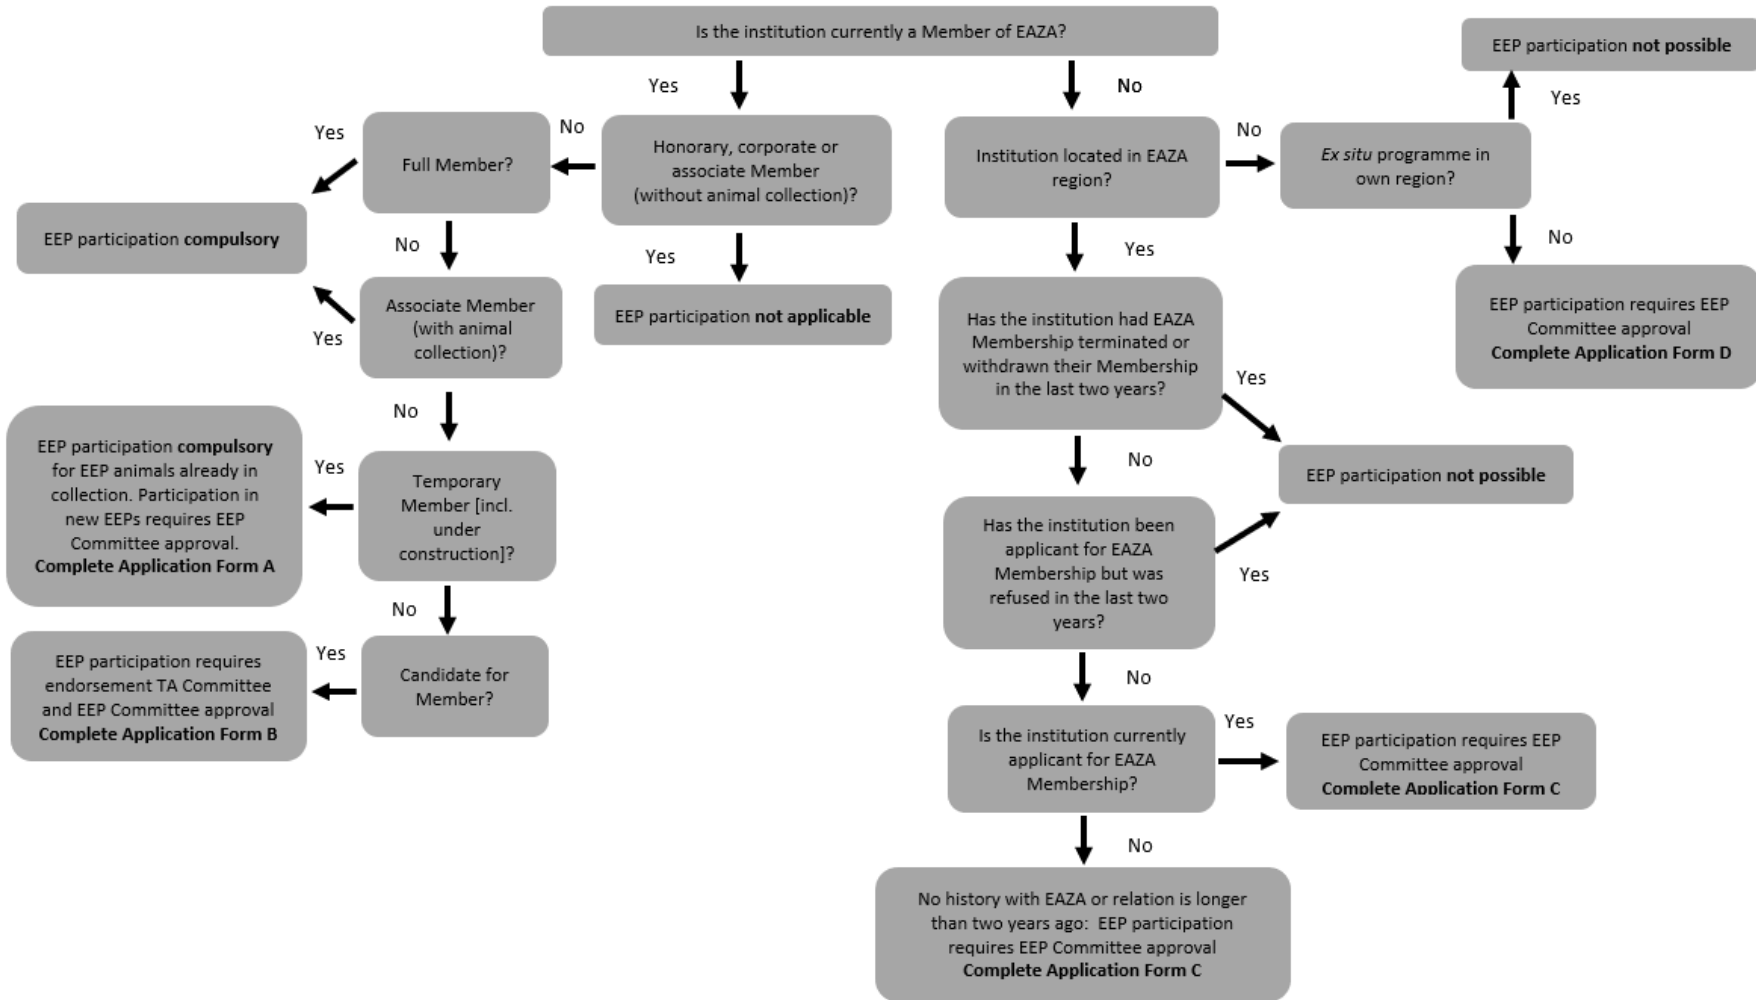 Is the institution currently a Member of EAZA?
EEP participation not possible
Yes
No
Yes
Yes
Full Member?
No
Honorary, corporate or
associate Member
(without animal collection)?
Institution located in EAZA
region?
No
Ex situ programme in
own region?
EEP participation compulsory
No
Yes
Yes
No
Yes
Associate Member
(with animal
collection)?
EEP participation not applicable
Has the institution had EAZA
Membership terminated or
withdrawn their Membership
in the last two years?
EEP participation requires EEP
Committee approval
Complete Application Form D
Yes
No
EEP participation compulsory
for EEP animals already in
collection. Participation in
new EEPs requires EEP
Committee approval.
Complete Application Form A
Yes
Temporary
Member [incl.
under
construction]?
No
EEP participation not possible
Has the institution been
applicant for EAZA
Membership but was
refused in the last two
years?
Yes
No
EEP participation requires
endorsement TA Committee
and EEP Committee approval
Complete Application Form B
Yes
Candidate for
Member?
No
Is the institution currently
applicant for EAZA
Membership?
Yes
EEP participation requires EEP
Committee approval
Complete Application Form C
No
No history with EAZA or relation is longer
than two years ago: EEP participation
requires EEP Committee approval
Complete Application Form C